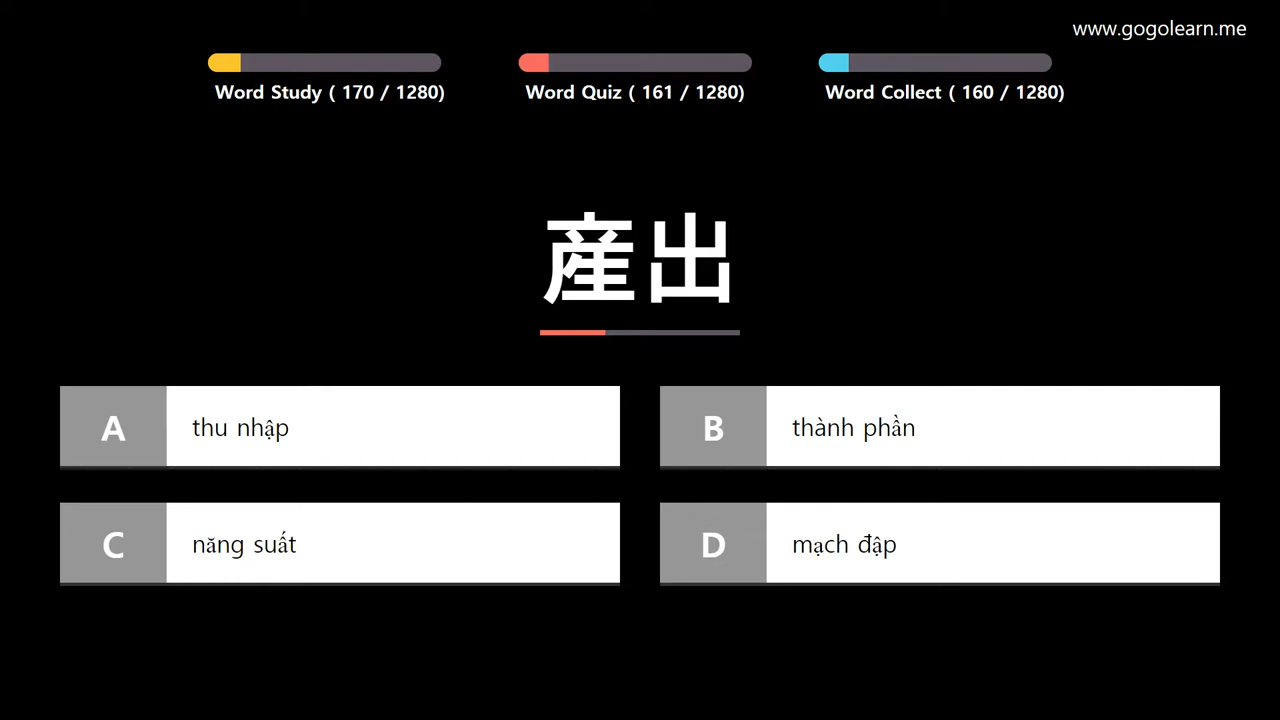 www.gogolearn.me
Word Study ( 170 / 1280)
Word Quiz ( 161 / 1280)
Word Collect ( 160 / 1280)
産出
A thu nhập
B thành phần
C năng suất
D mạch đập